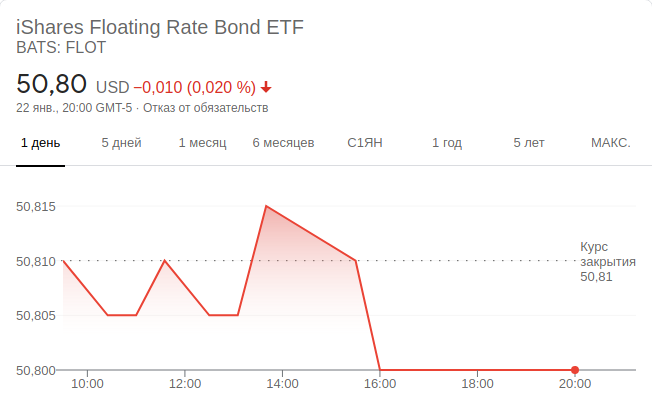 iShares Floating Rate Bond ETF
BATS: FLOT
50,80 USD −0,010 (0,020 %)
22 янв., 20:00 GMT-5 · Отказ от обязательств
1 день 5 дней 1 месяц 6 месяцев С1ЯН 1 год 5 лет МАКС.
50,815
50,810
50,805
50,800
Курс
закрытия
50,81
10:00 12:00 14:00 16:00 18:00 20:00